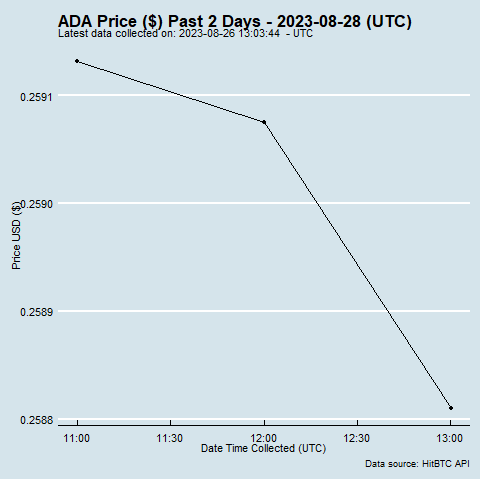 ADA Price ($) Past 2 Days - 2023-08-28 (UTC)
Latest data collected on: 2023-08-26 13:03:44  - UTC
0.2591
0.2590
0.2589
0.2588
Price USD ($)
11:00
11:30
12:00
12:30
13:00
Date Time Collected (UTC)
Data source: HitBTC API